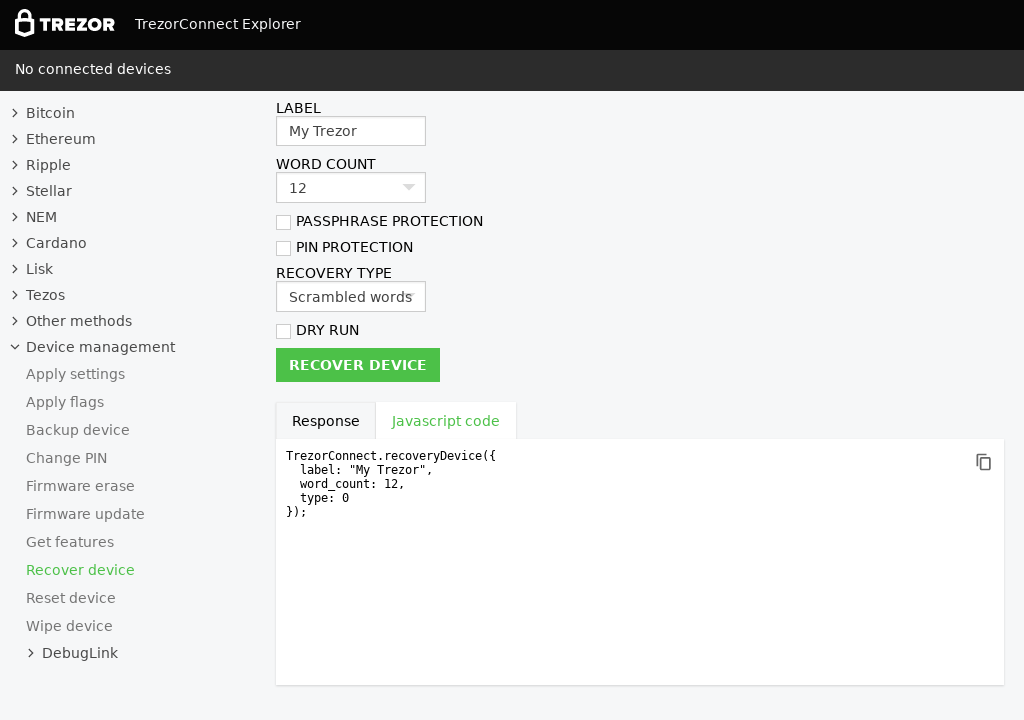 TREZOR TrezorConnect Explorer
No connected devices
Bitcoin
Ethereum
Ripple
Stellar
NEM
Cardano
Lisk
Tezos
Other methods
Device management
Apply settings
Apply flags
Backup device
Change PIN
Firmware erase
Firmware update
Get features
Recover device
Reset device
Wipe device
DebugLink
LABEL
My Trezor
WORD COUNT
12
PASSPHRASE PROTECTION
PIN PROTECTION
RECOVERY TYPE
Scrambled words
DRY RUN
RECOVER DEVICE
Response Javascript code
TrezorConnect.recoveryDevice({
  label: "My Trezor",
  word_count: 12,
  type: 0
});